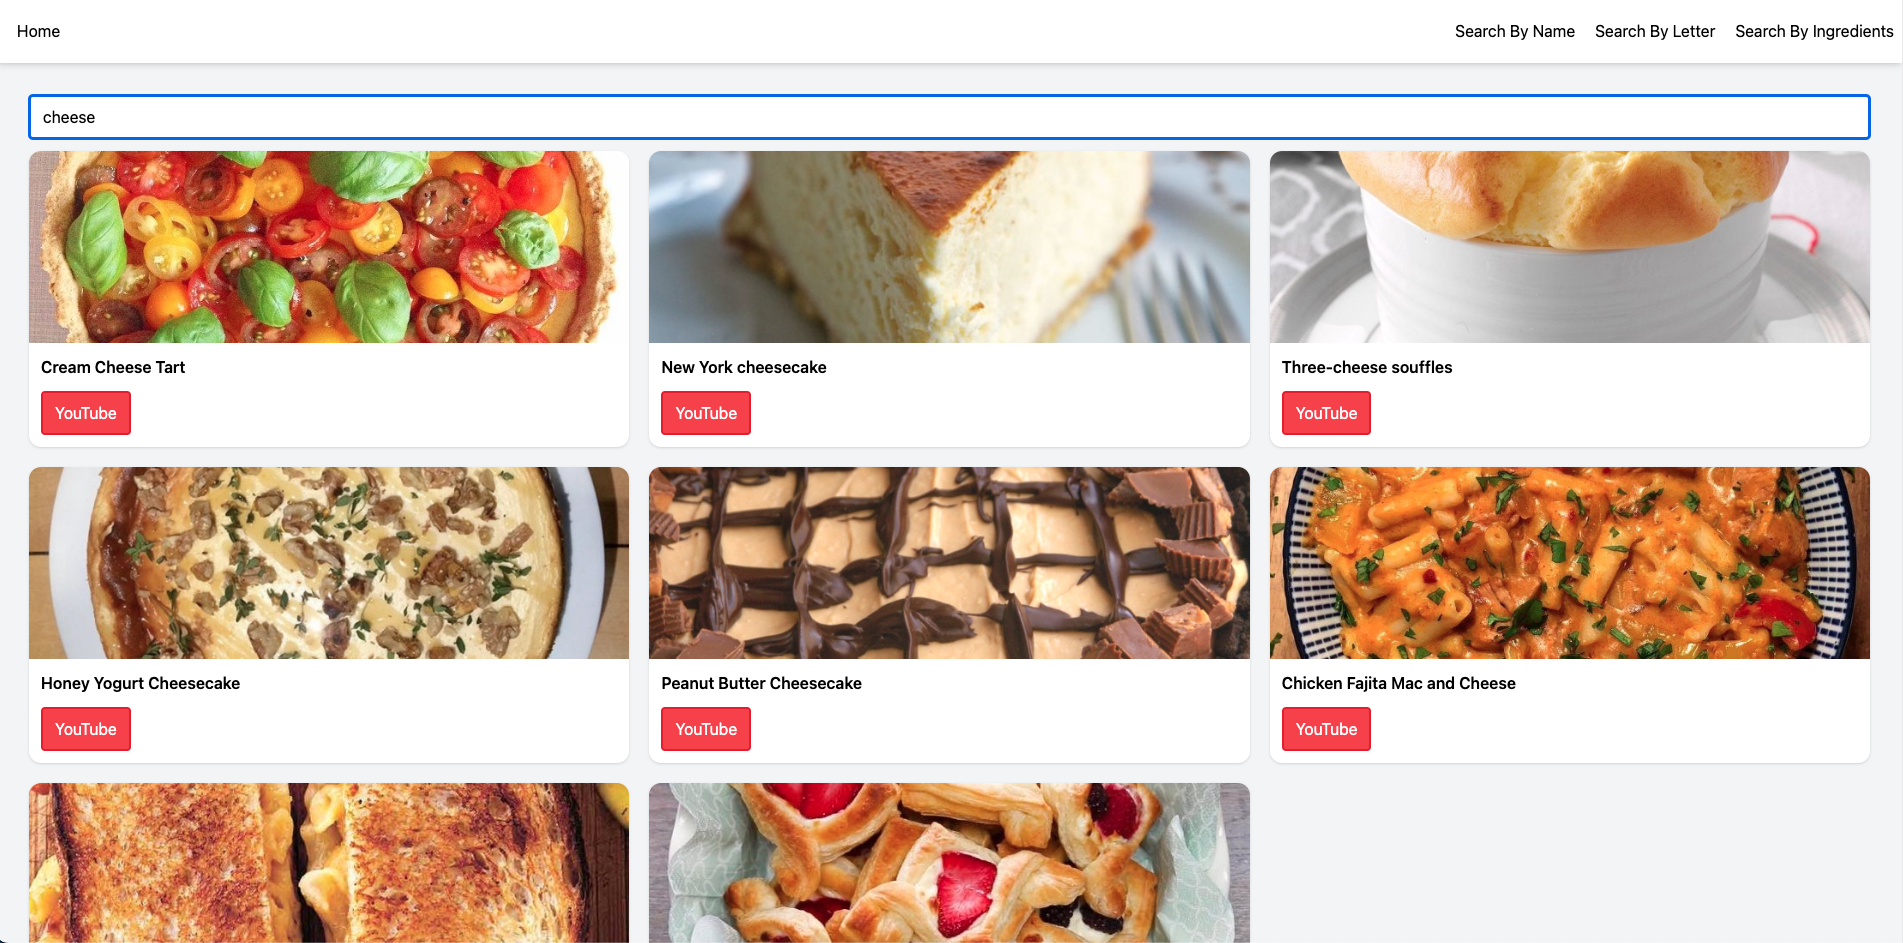 Home
Search By Name
Search By Letter
Search By Ingredients
cheese
Cream Cheese Tart
New York cheesecake
Three-cheese souffles
YouTube
YouTube
YouTube
Honey Yogurt Cheesecake
Peanut Butter Cheesecake
Chicken Fajita Mac and Cheese
YouTube
YouTube
YouTube